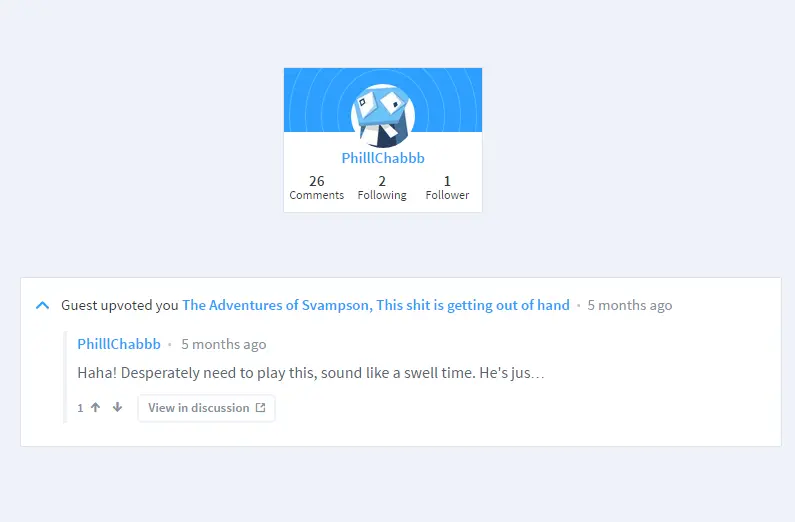 PhilllChabbb
26 2 1
Comments Following Follower
Guest upvoted you The Adventures of Svampson, This shit is getting out of hand • 5 months ago
PhilllChabbb • 5 months ago
Haha! Desperately need to play this, sound like a swell time. He's jus…
1 View in discussion